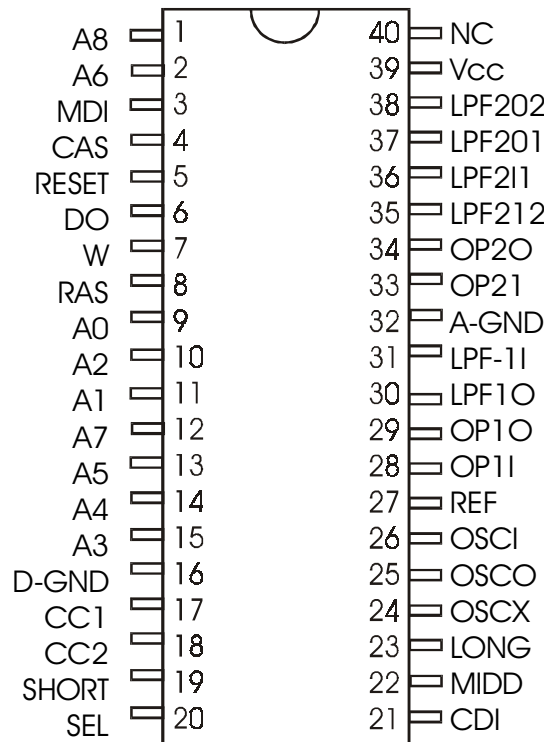 A8 1 40 NC
A6 2 39 Vcc
MDI 3 38 LPF202
CAS 4 37 LPF201
RESET 5 36 LPF2I1
DO 6 35 LPF212
W 7 34 OP2O
RAS 8 33 OP21
A0 9 32 A-GND
A2 10 31 LPF-1I
A1 11 30 LPF1O
A7 12 29 OP1O
A5 13 28 OP1I
A4 14 27 REF
A3 15 26 OSCI
D-GND 16 25 OSCO
CC1 17 24 OSCX
CC2 18 23 LONG
SHORT 19 22 MIDD
SEL 20 21 CDI